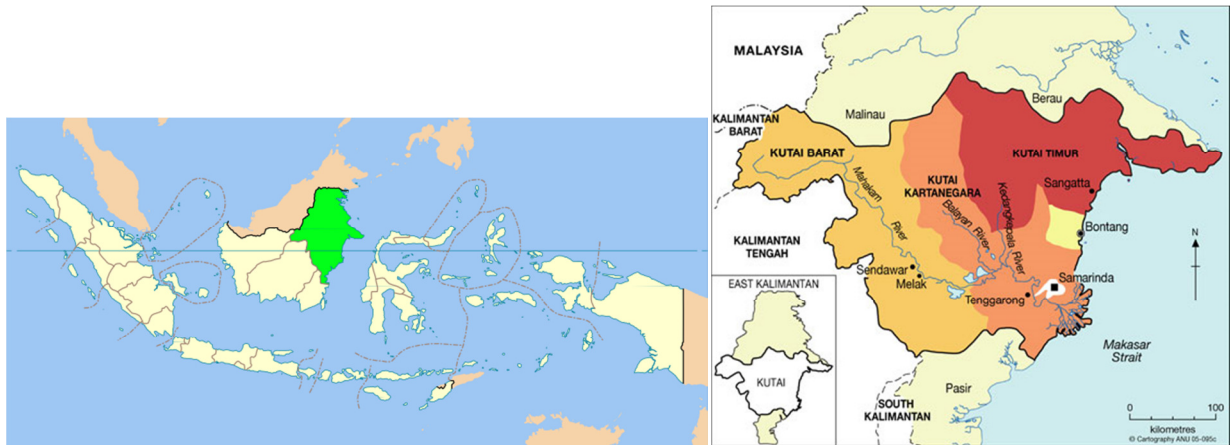 MALAYSIA
Berau
Malinau
KALIMANTAN
BARAT
KUTAI BARAT
KUTAI TIMUR
KUTAI
KARTANEGARA
Mahakam
River
Belayan River
Kedangkepala River
Sangatta
Bontang
N
KALIMANTAN
TENGAH
Sendawar
Melak
Samarinda
Tenggarong
EAST KALIMANTAN
KUTAI
Makasar
Strait
Pasir
SOUTH
KALIMANTAN
0 100
kilometres
© Cartography ANU 05-095c